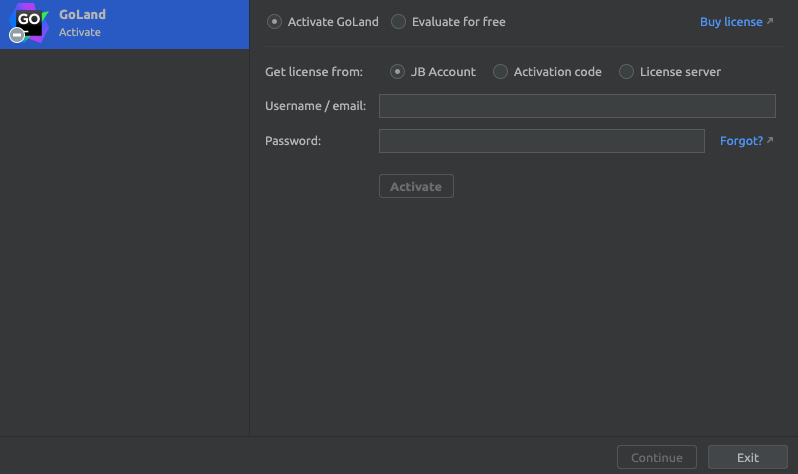 GO
GoLand
Activate
Activate GoLand Evaluate for free Buy license
Get license from: JB Account Activation code License server
Username / email:
Password: Forgot?
Activate
Continue Exit